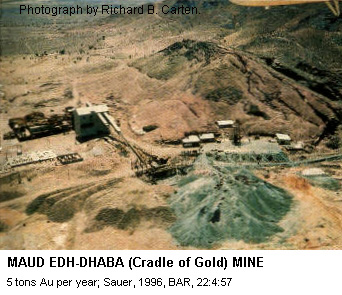 Photograph by Richard B. Carten.
MAUD EDH-DHABA (Cradle of Gold) MINE
5 tons Au per year; Sauer, 1996, BAR, 22:4:57